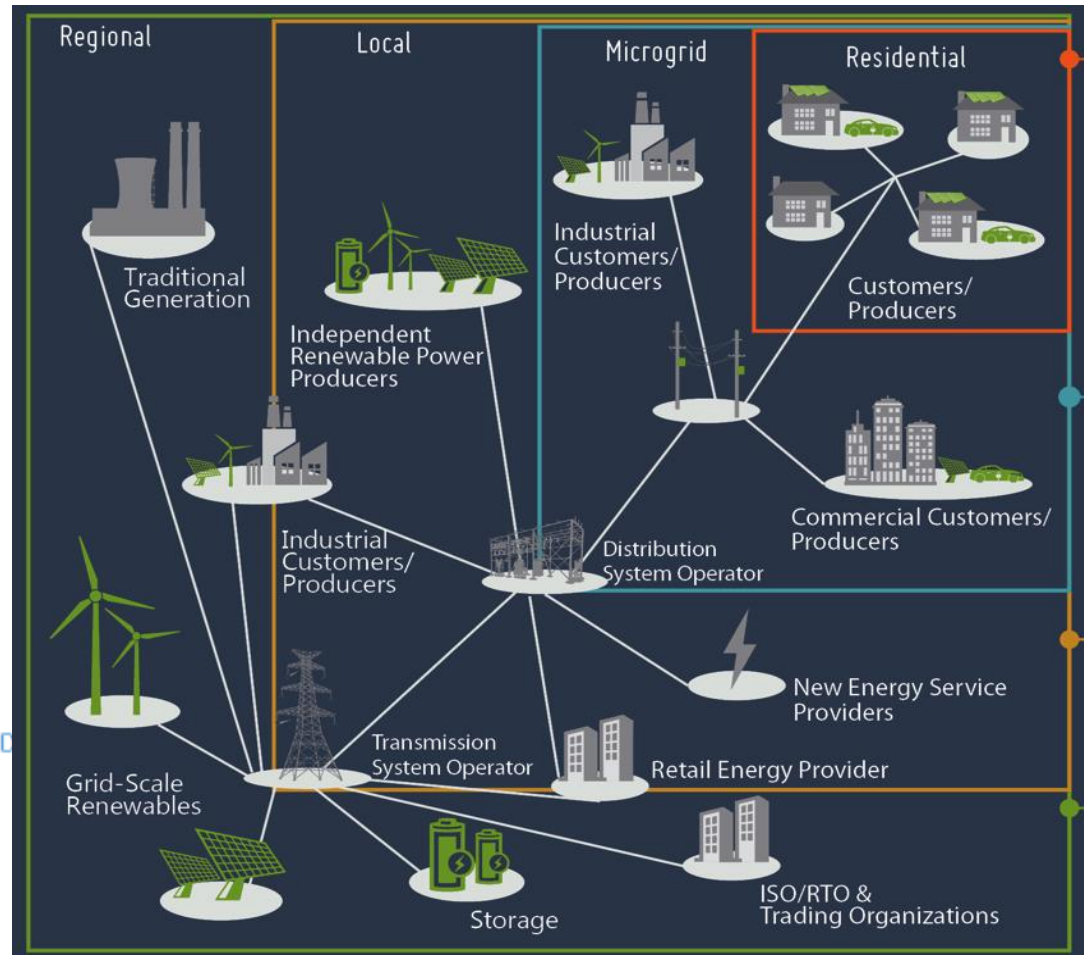 Regional
Local
Microgrid
Residential
Traditional
Generation
Independent
Renewable Power
Producers
Industrial
Customers/
Producers
Customers/
Producers
Industrial
Customers/
Producers
Commercial Customers/
Producers
Distribution
System Operator
New Energy Service
Providers
Transmission
System Operator
Retail Energy Provider
Grid-Scale
Renewables
Storage
ISO/RTO &
Trading Organizations